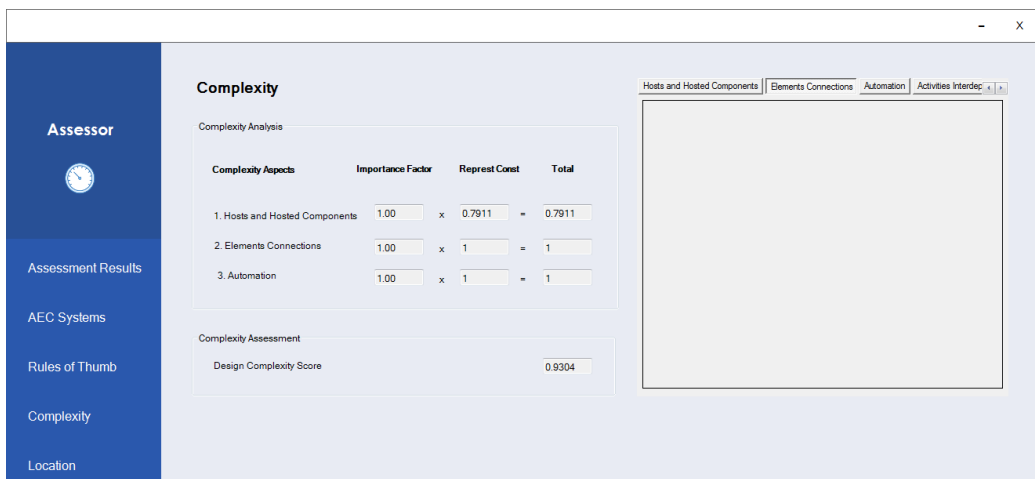 - X
Assessor
Assessment Results
AEC Systems
Rules of Thumb
Complexity
Location
Complexity
Complexity Analysis
Complexity Aspects Importance Factor Represt Const Total
1. Hosts and Hosted Components 1.00 x 0.7911 = 0.7911
2. Elements Connections 1.00 x 1 = 1
3. Automation 1.00 x 1 = 1
Complexity Assessment
Design Complexity Score 0.9304
Hosts and Hosted Components Elements Connections Automation Activities Interdep